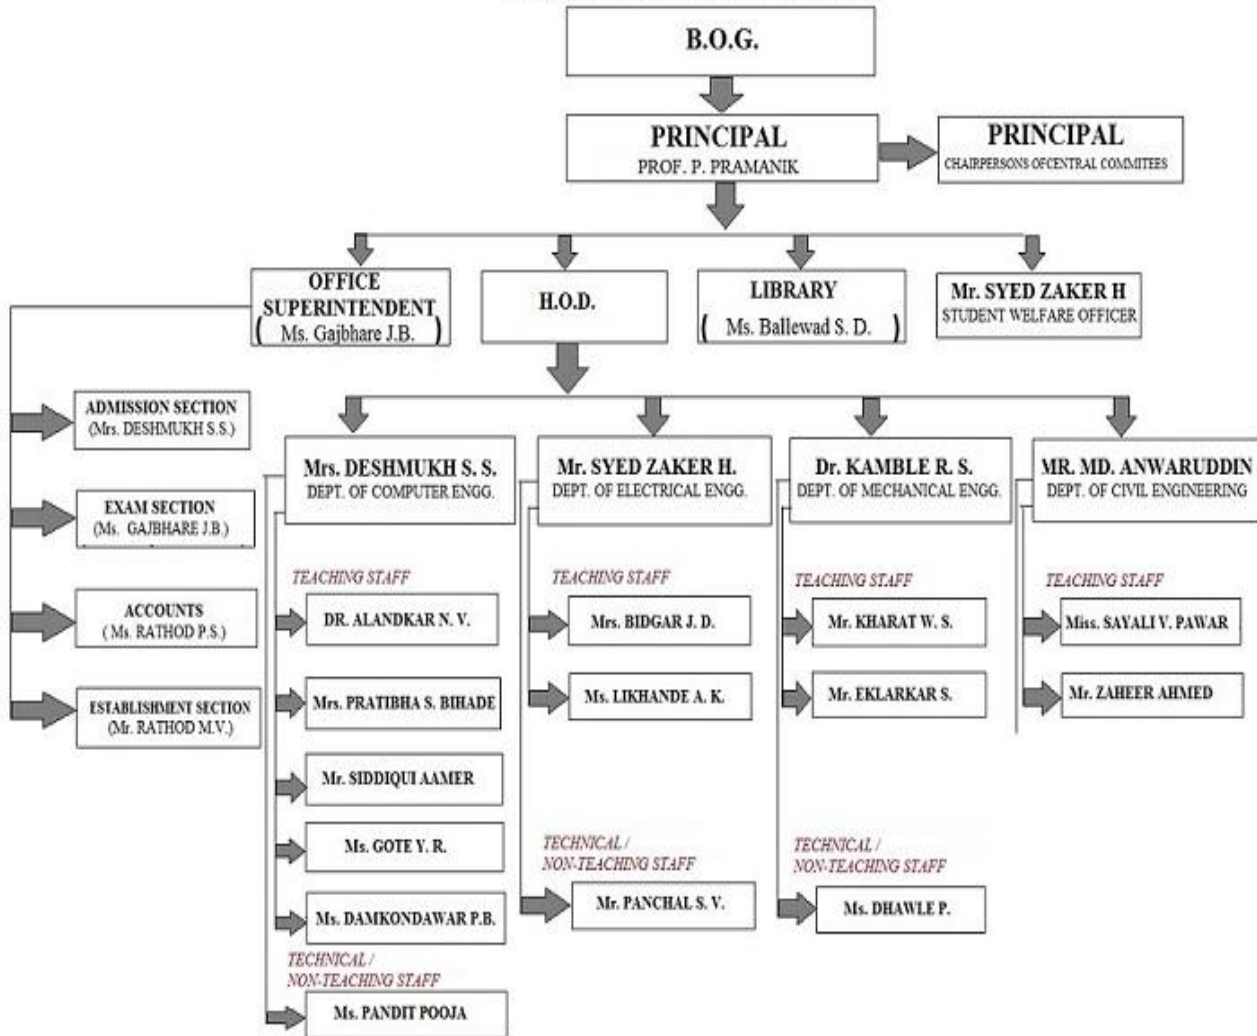 B.O.G.
PRINCIPAL
PROF. P. PRAMANIK
PRINCIPAL
CHAIRPERSONS OFCENTRAL COMMITEES
OFFICE
SUPERINTENDENT
( Ms. Gajbhare J.B. )
H.O.D.
LIBRARY
( Ms. Ballewad S. D. )
Mr. SYED ZAKER H
STUDENT WELFARE OFFICER
ADMISSION SECTION
(Mrs. DESHMUKH S.S.)
EXAM SECTION
(Ms. GAJBHARE J.B.)
ACCOUNTS
( Ms. RATHOD P.S.)
ESTABLISHMENT SECTION
(Mr. RATHOD M.V.)
Mrs. DESHMUKH S. S.
DEPT. OF COMPUTER ENGG.
TEACHING STAFF
DR. ALANDKAR N. V.
Mrs. PRATIBHA S. BIHADE
Mr. SIDDIQUI AAMER
Ms. GOTE Y. R.
Ms. DAMKONDAWAR P.B.
TECHNICAL /
NON-TEACHING STAFF
Ms. PANDIT POOJA
Mr. SYED ZAKER H.
DEPT. OF ELECTRICAL ENGG.
TEACHING STAFF
Mrs. BIDGAR J. D.
Ms. LIKHANDE A. K.
TECHNICAL /
NON-TEACHING STAFF
Mr. PANCHAL S. V.
Dr. KAMBLE R. S.
DEPT. OF MECHANICAL ENGG.
TEACHING STAFF
Mr. KHARAT W. S.
Mr. EKLARKAR S.
TECHNICAL /
NON-TEACHING STAFF
Ms. DHAWLE P.
MR. MD. ANWARUDDIN
DEPT. OF CIVIL ENGINEERING
TEACHING STAFF
Miss. SAYALI V. PAWAR
Mr. ZAHEER AHMED